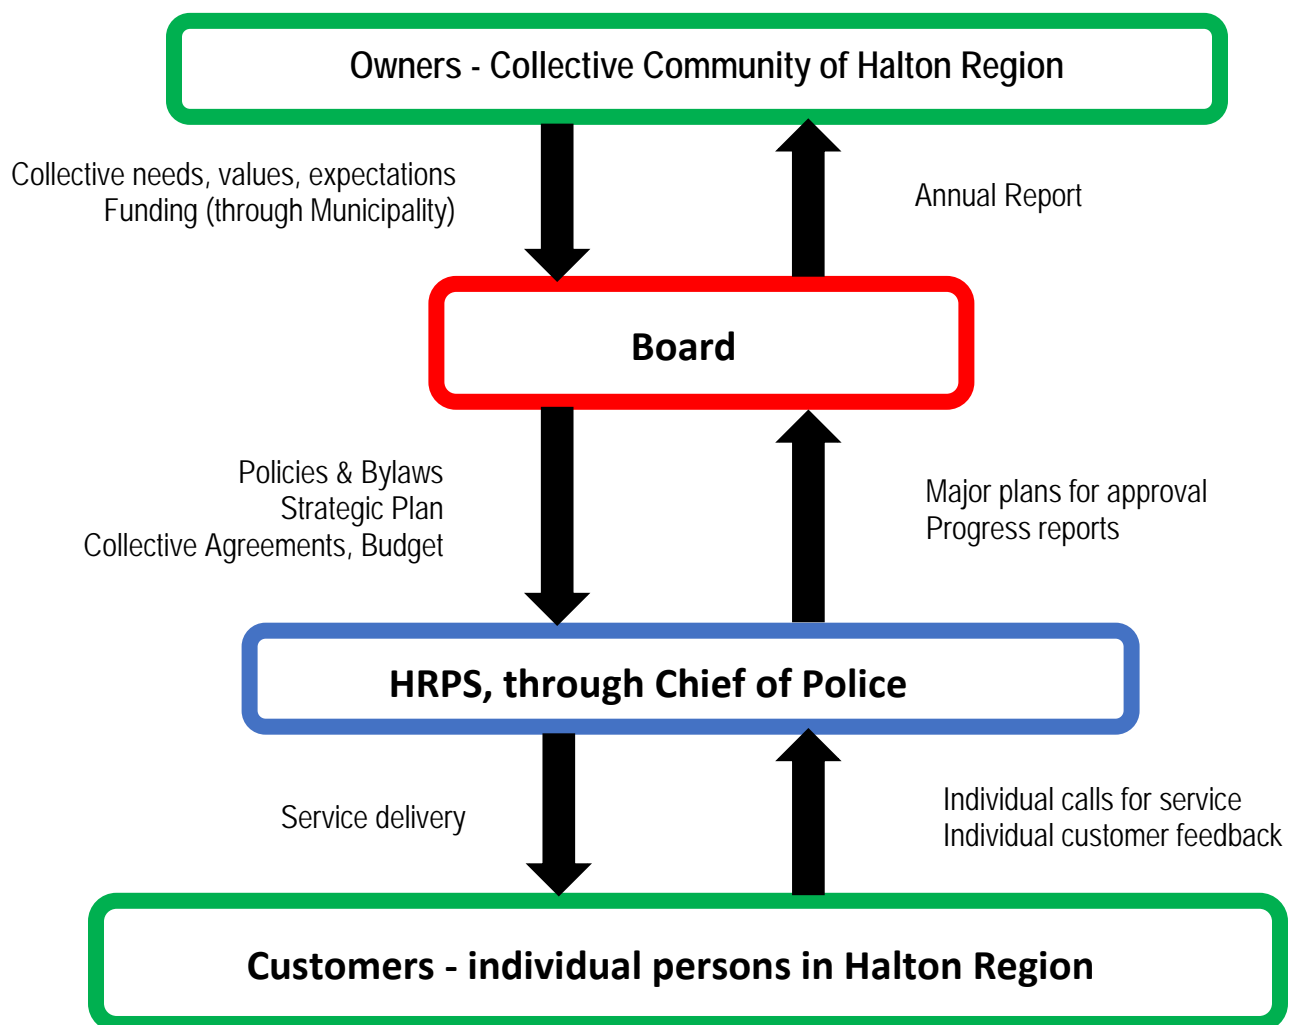 Owners - Collective Community of Halton Region
Collective needs, values, expectations
Funding (through Municipality)
Annual Report
Board
Policies & Bylaws
Strategic Plan
Collective Agreements, Budget
Major plans for approval
Progress reports
HRPS, through Chief of Police
Service delivery
Individual calls for service
Individual customer feedback
Customers - individual persons in Halton Region